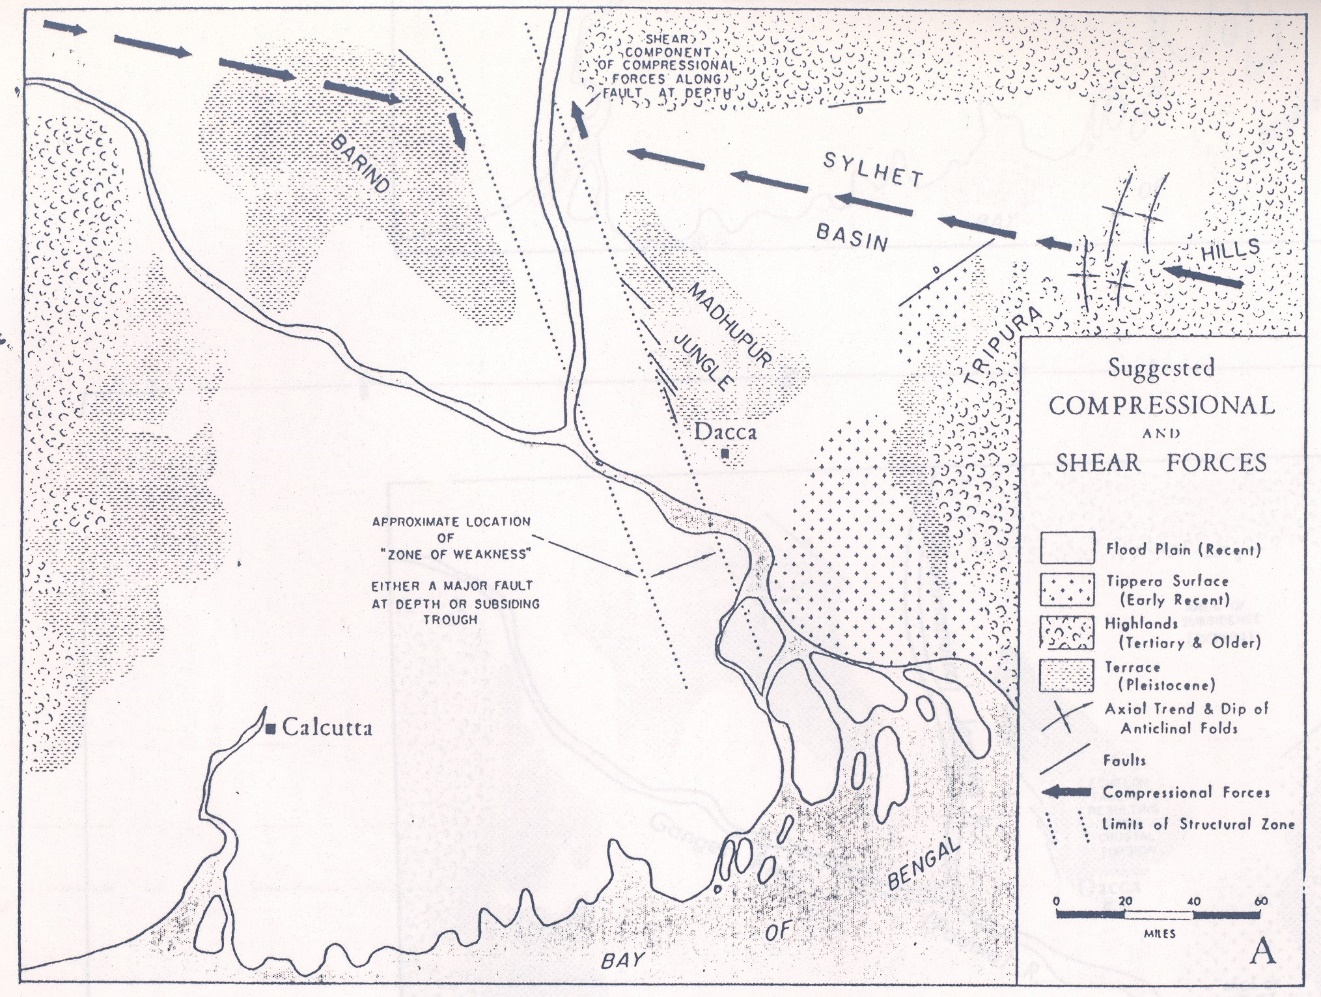 SHEAR
COMPONENT
OF COMPRESSIONAL
FORCES ALONG
FAULT AT DEPTH
BARIND
SYLHET
BASIN
HILLS
TRIPURA
MADHUPUR
JUNGLE
Dacca
APPROXIMATE LOCATION
OF
"ZONE OF WEAKNESS"
EITHER A MAJOR FAULT
AT DEPTH OR SUBSIDING
TROUGH
Calcutta
BAY
OF
BENGAL
Suggested
COMPRESSIONAL
AND
SHEAR FORCES
Flood Plain (Recent)
Tippera Surface
(Early Recent)
Highlands
(Tertiary & Older)
Terrace
(Pleistocene)
Axial Trend & Dip of
Anticlinal Folds
Faults
Compressional Forces
Limits of Structural Zone
0 20 40 60
MILES
A